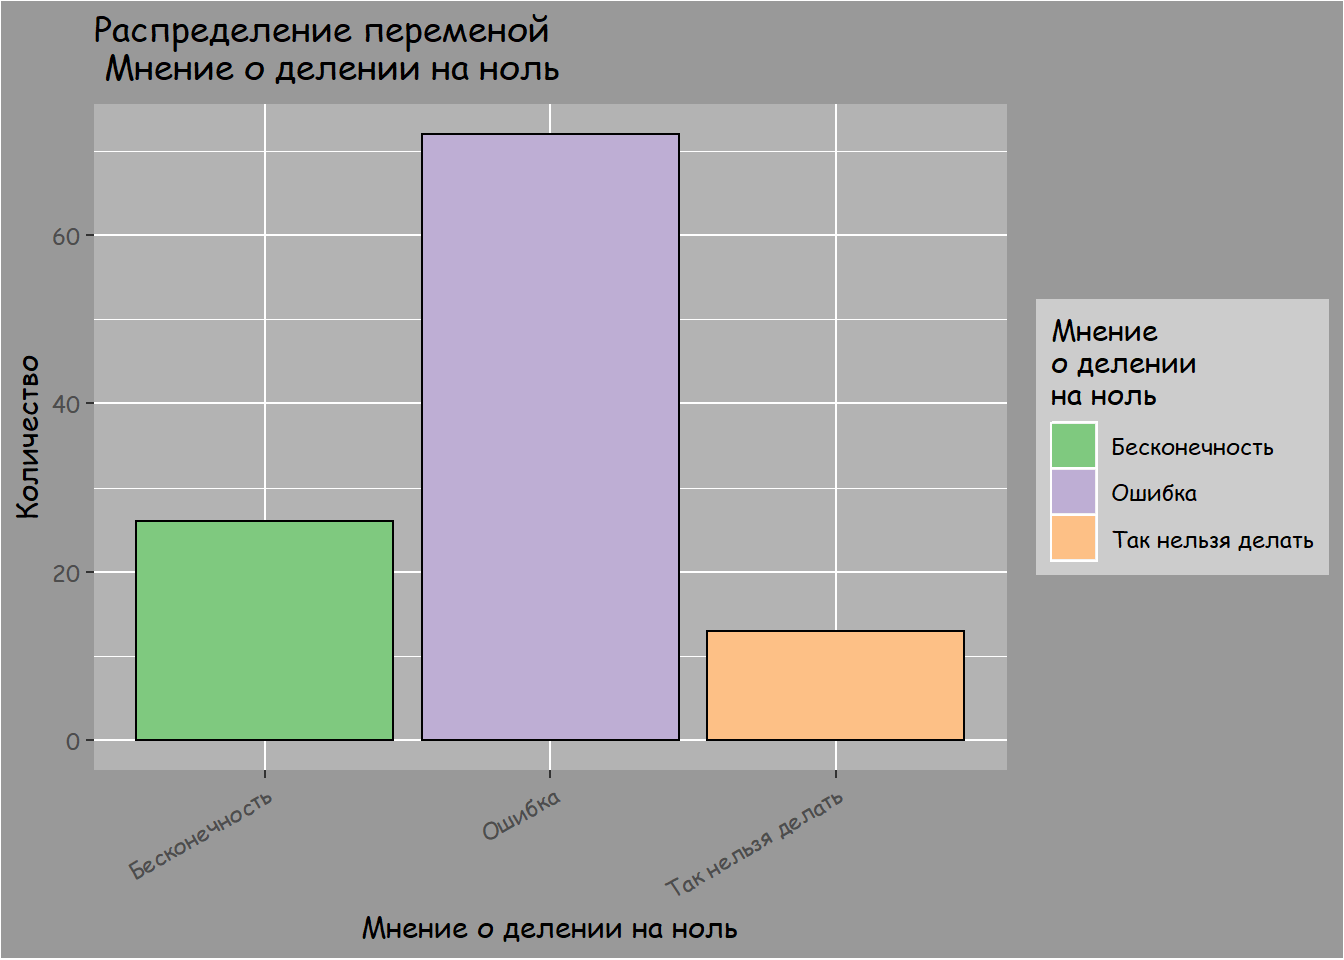 Распределение переменой
Мнение о делении на ноль
Количество
60
40
20
0
Бесконечность
Ошибка
Так нельзя делать
Мнение о делении на ноль
Мнение
о делении
на ноль
Бесконечность
Ошибка
Так нельзя делать